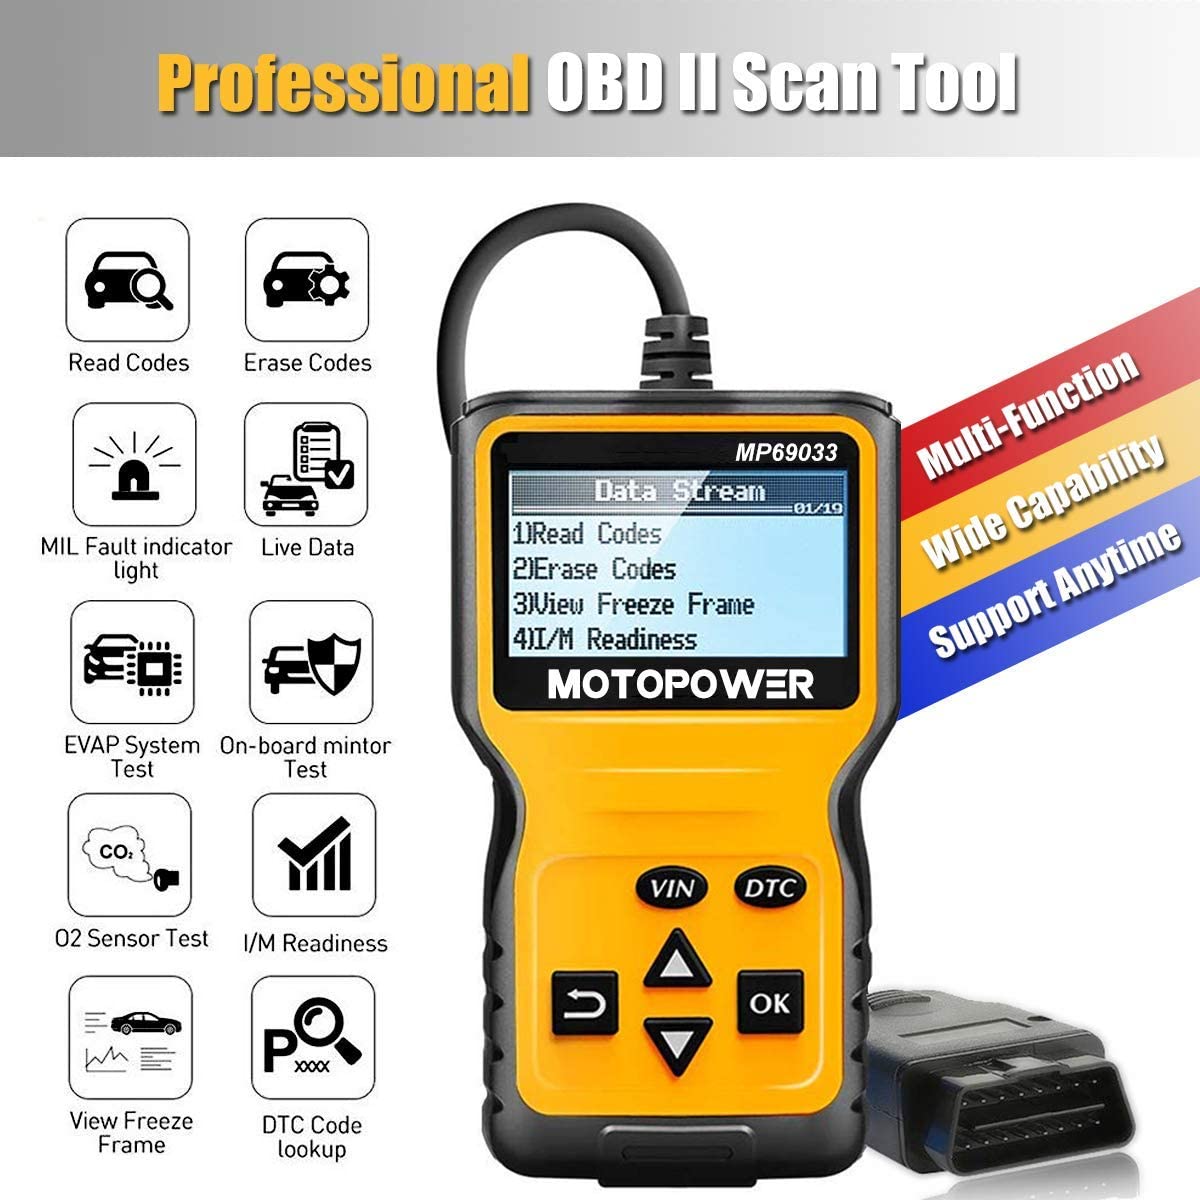 Professional OBD II Scan Tool
Read Codes
Erase Codes
MIL Fault indicator
light
Live Data
EVAP System
Test
On-board mintor
Test
CO₂
O2 Sensor Test
I/M Readiness
View Freeze
Frame
P
xxxx
DTC Code
lookup
MP69033
Data Stream
01/19
1)Read Codes
2)Erase Codes
3)View Freeze Frame
4)I/M Readiness
MOTOPOWER
VIN
DTC
OK
Multi-Function
Wide Capability
Support Anytime